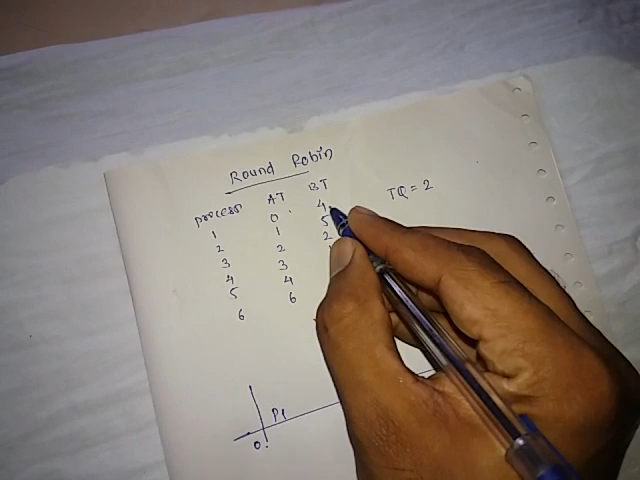 Round Robin
process AT BT TQ = 2
1 0 4
2 1 5
3 2 2
4 3
5 4
6 6
P1
0